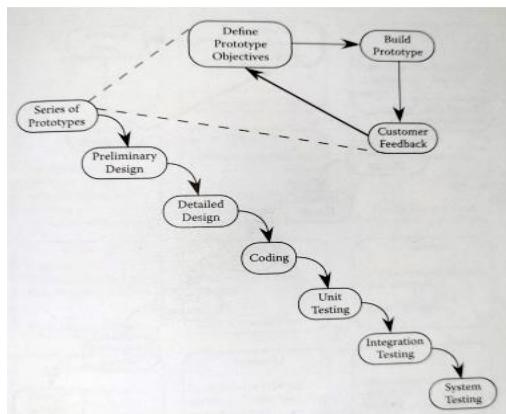 Define
Prototype
Objectives
Build
Prototype
Series of
Prototypes
Customer
Feedback
Preliminary
Design
Detailed
Design
Coding
Unit
Testing
Integration
Testing
System
Testing